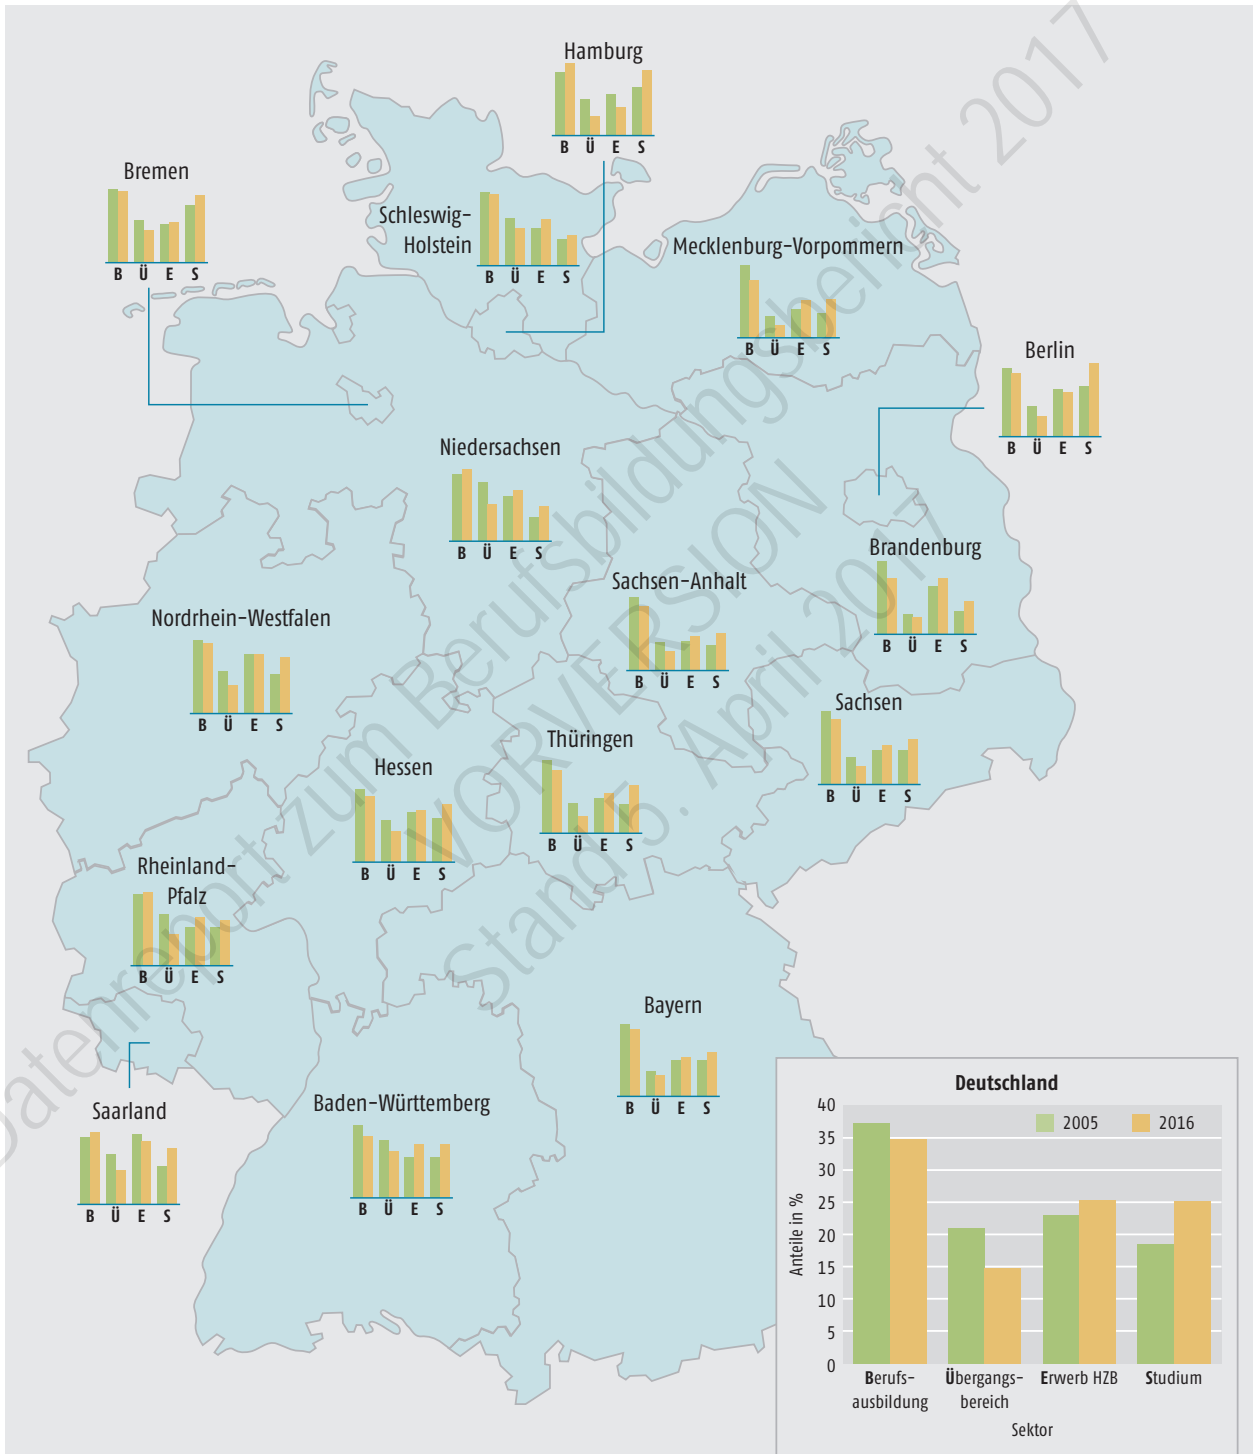 Hamburg
B Ü E S
Bremen
B Ü E S
Schleswig-
Holstein
B Ü E S
Mecklenburg-Vorpommern
B Ü E S
Berlin
B Ü E S
Niedersachsen
B Ü E S
Brandenburg
B Ü E S
Sachsen-Anhalt
B Ü E S
Nordrhein-Westfalen
B Ü E S
Sachsen
B Ü E S
Thüringen
B Ü E S
Hessen
B Ü E S
Rheinland-
Pfalz
B Ü E S
Bayern
B Ü E S
Saarland
B Ü E S
Baden-Württemberg
B Ü E S
Deutschland
2005 2016
Anteile in %
40
35
30
25
20
15
10
5
0
Berufs-
ausbildung
Übergangs-
bereich
Erwerb HZB
Studium
Sektor
Datenreport zum Berufsbildungsbericht 2017
VORVERSION
Stand 5. April 2017